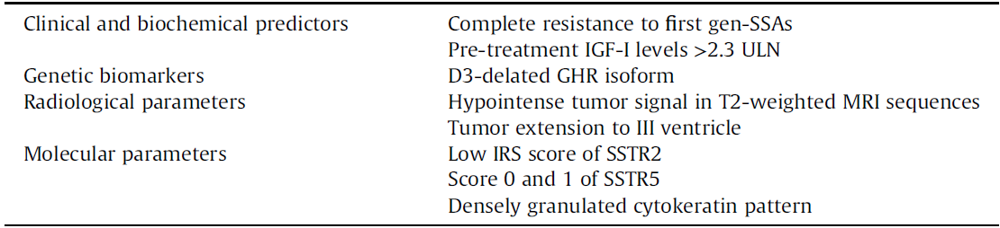 Clinical and biochemical predictors Complete resistance to first gen-SSAs
Pre-treatment IGF-I levels >2.3 ULN
Genetic biomarkers D3-delated GHR isoform
Radiological parameters Hypointense tumor signal in T2-weighted MRI sequences
Tumor extension to III ventricle
Molecular parameters Low IRS score of SSTR2
Score 0 and 1 of SSTR5
Densely granulated cytokeratin pattern